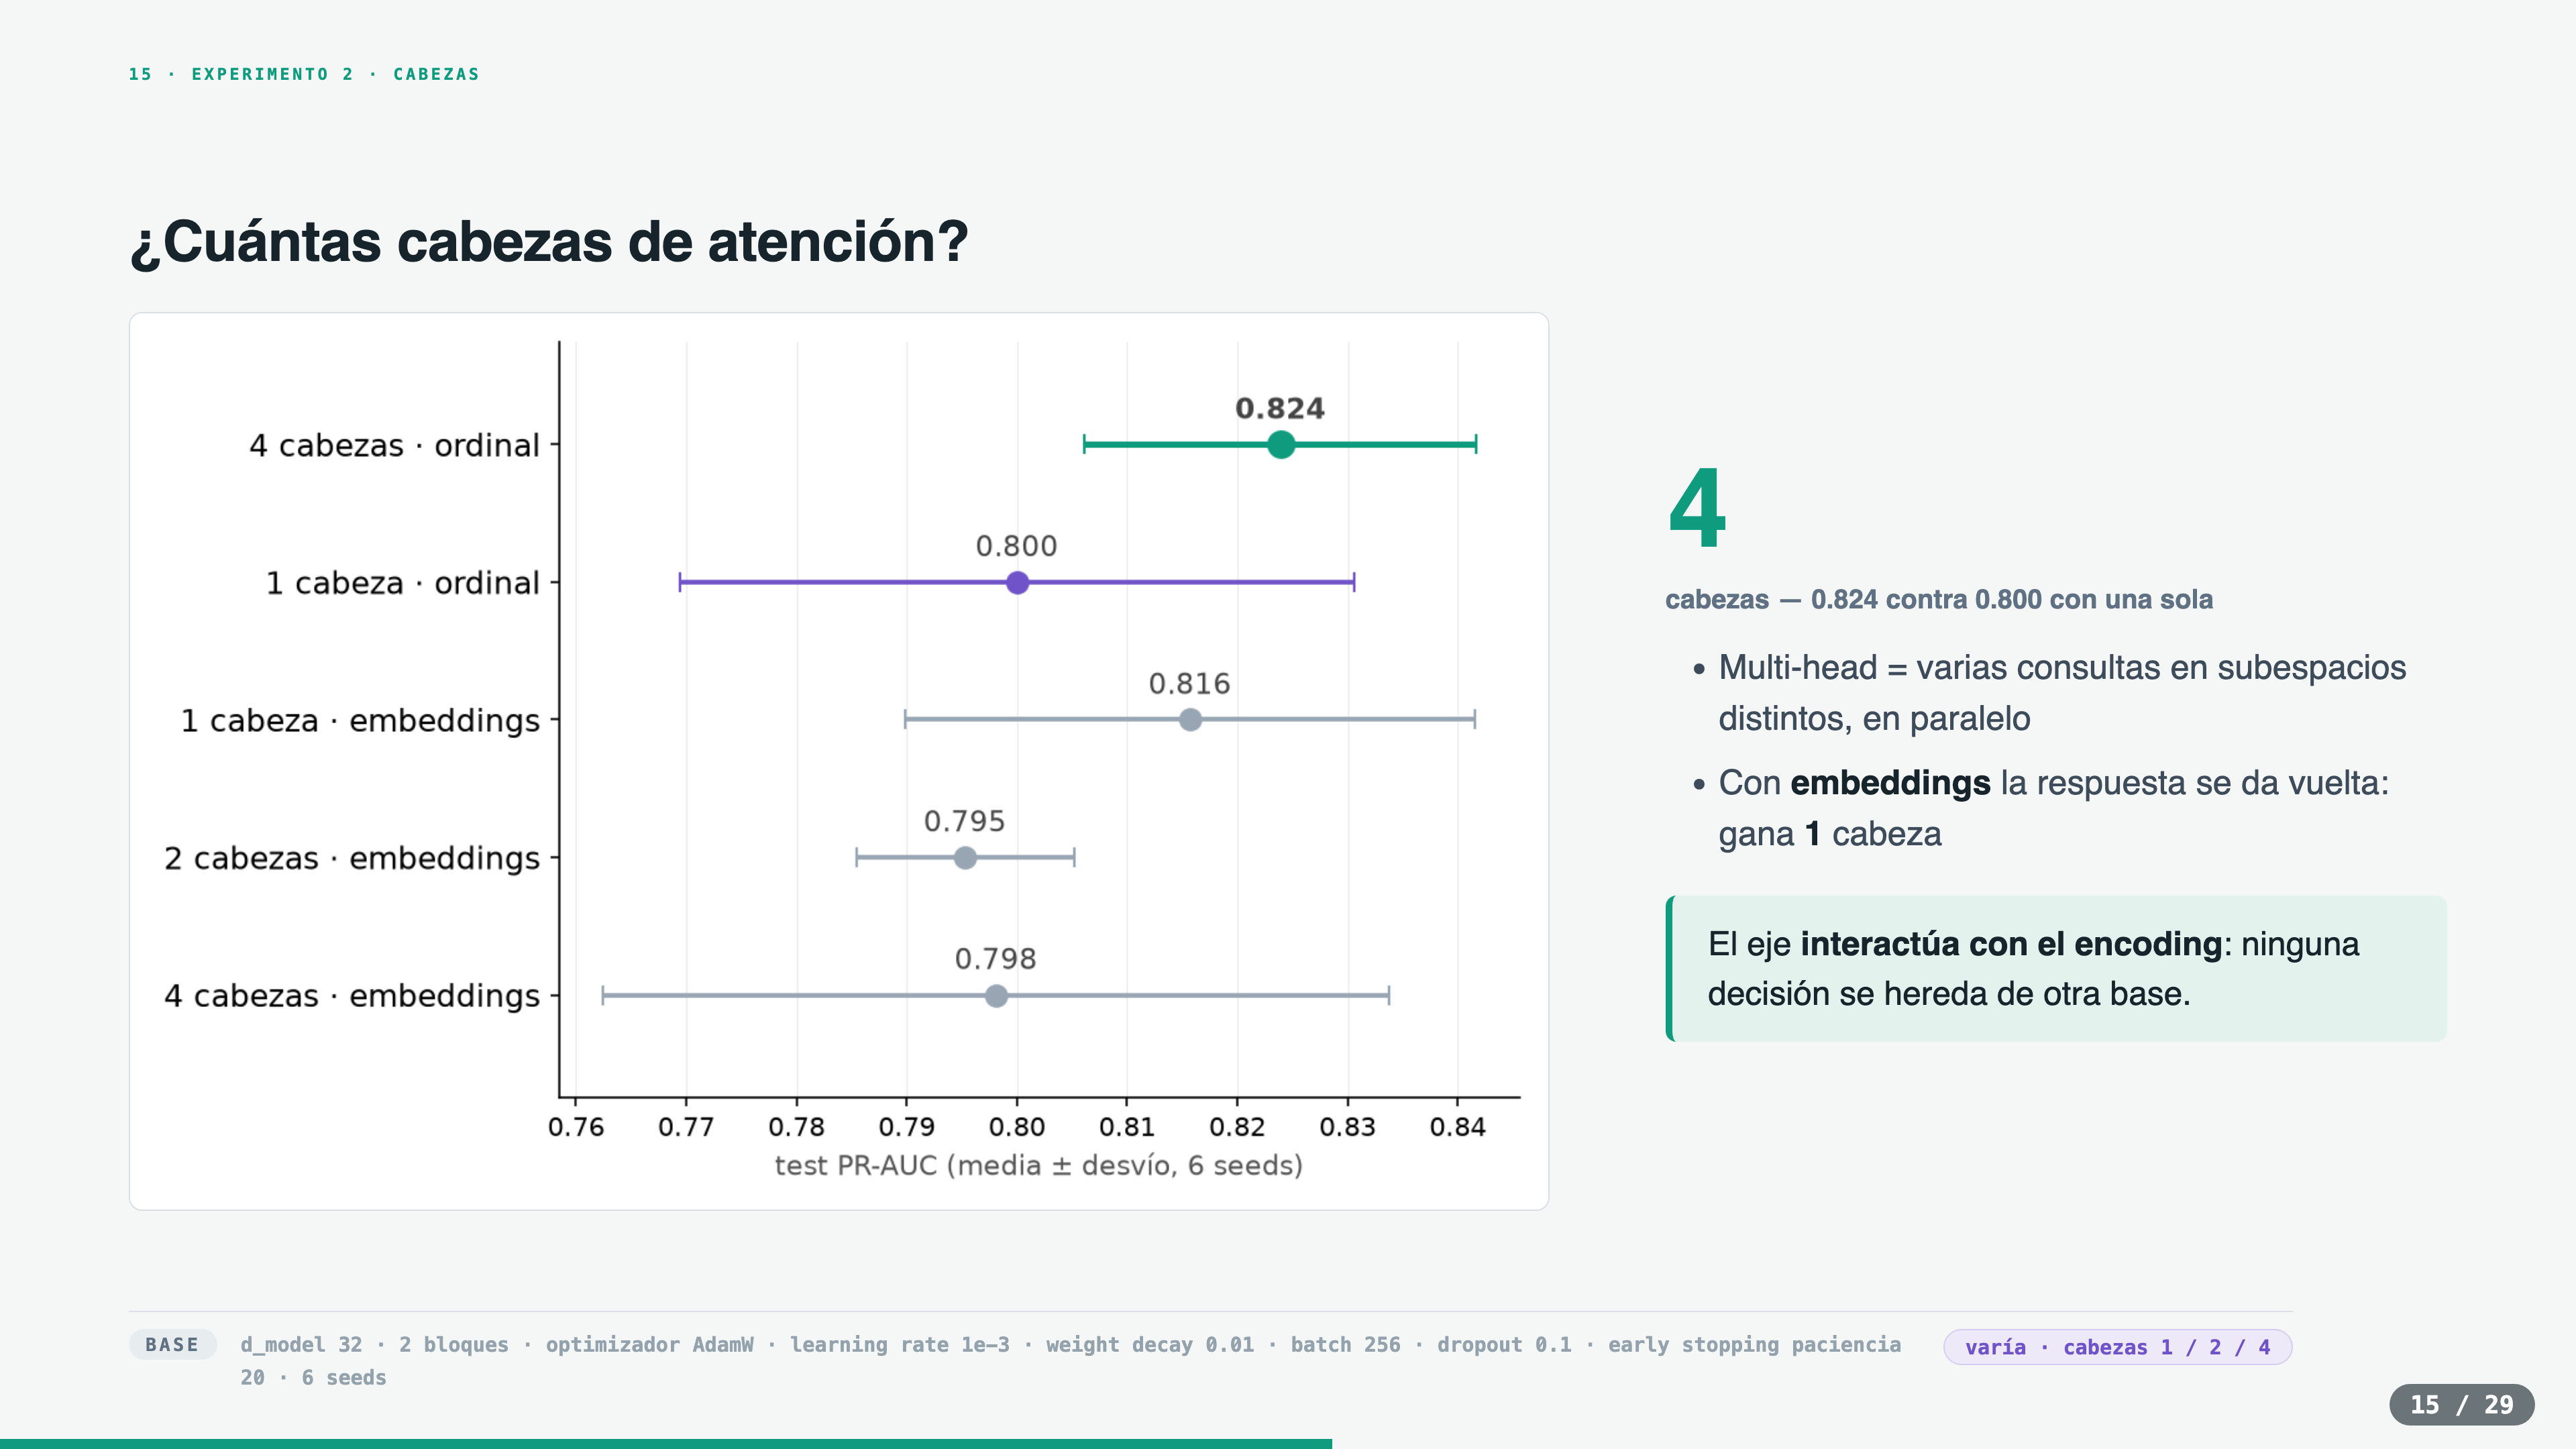 15 · EXPERIMENTO 2 · CABEZAS
¿Cuántas cabezas de atención?
4 cabezas · ordinal
0.824
1 cabeza · ordinal
0.800
1 cabeza · embeddings
0.816
2 cabezas · embeddings
0.795
4 cabezas · embeddings
0.798
0.76 0.77 0.78 0.79 0.80 0.81 0.82 0.83 0.84
test PR-AUC (media ± desvío, 6 seeds)
4
cabezas — 0.824 contra 0.800 con una sola
• Multi-head = varias consultas en subespacios
distintos, en paralelo
• Con embeddings la respuesta se da vuelta:
gana 1 cabeza
El eje interactúa con el encoding: ninguna
decisión se hereda de otra base.
BASE d_model 32 · 2 bloques · optimizador AdamW · learning rate 1e−3 · weight decay 0.01 · batch 256 · dropout 0.1 · early stopping paciencia
20 · 6 seeds
varía · cabezas 1 / 2 / 4
15 / 29